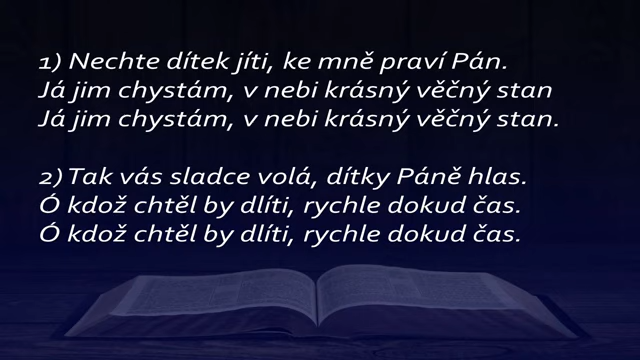 1) Nechte dítek jíti, ke mně praví Pán.
Já jim chystám, v nebi krásný věčný stan
Já jim chystám, v nebi krásný věčný stan.
2) Tak vás sladce volá, dítky Páně hlas.
Ó kdož chtěl by dlíti, rychle dokud čas.
Ó kdož chtěl by dlíti, rychle dokud čas.